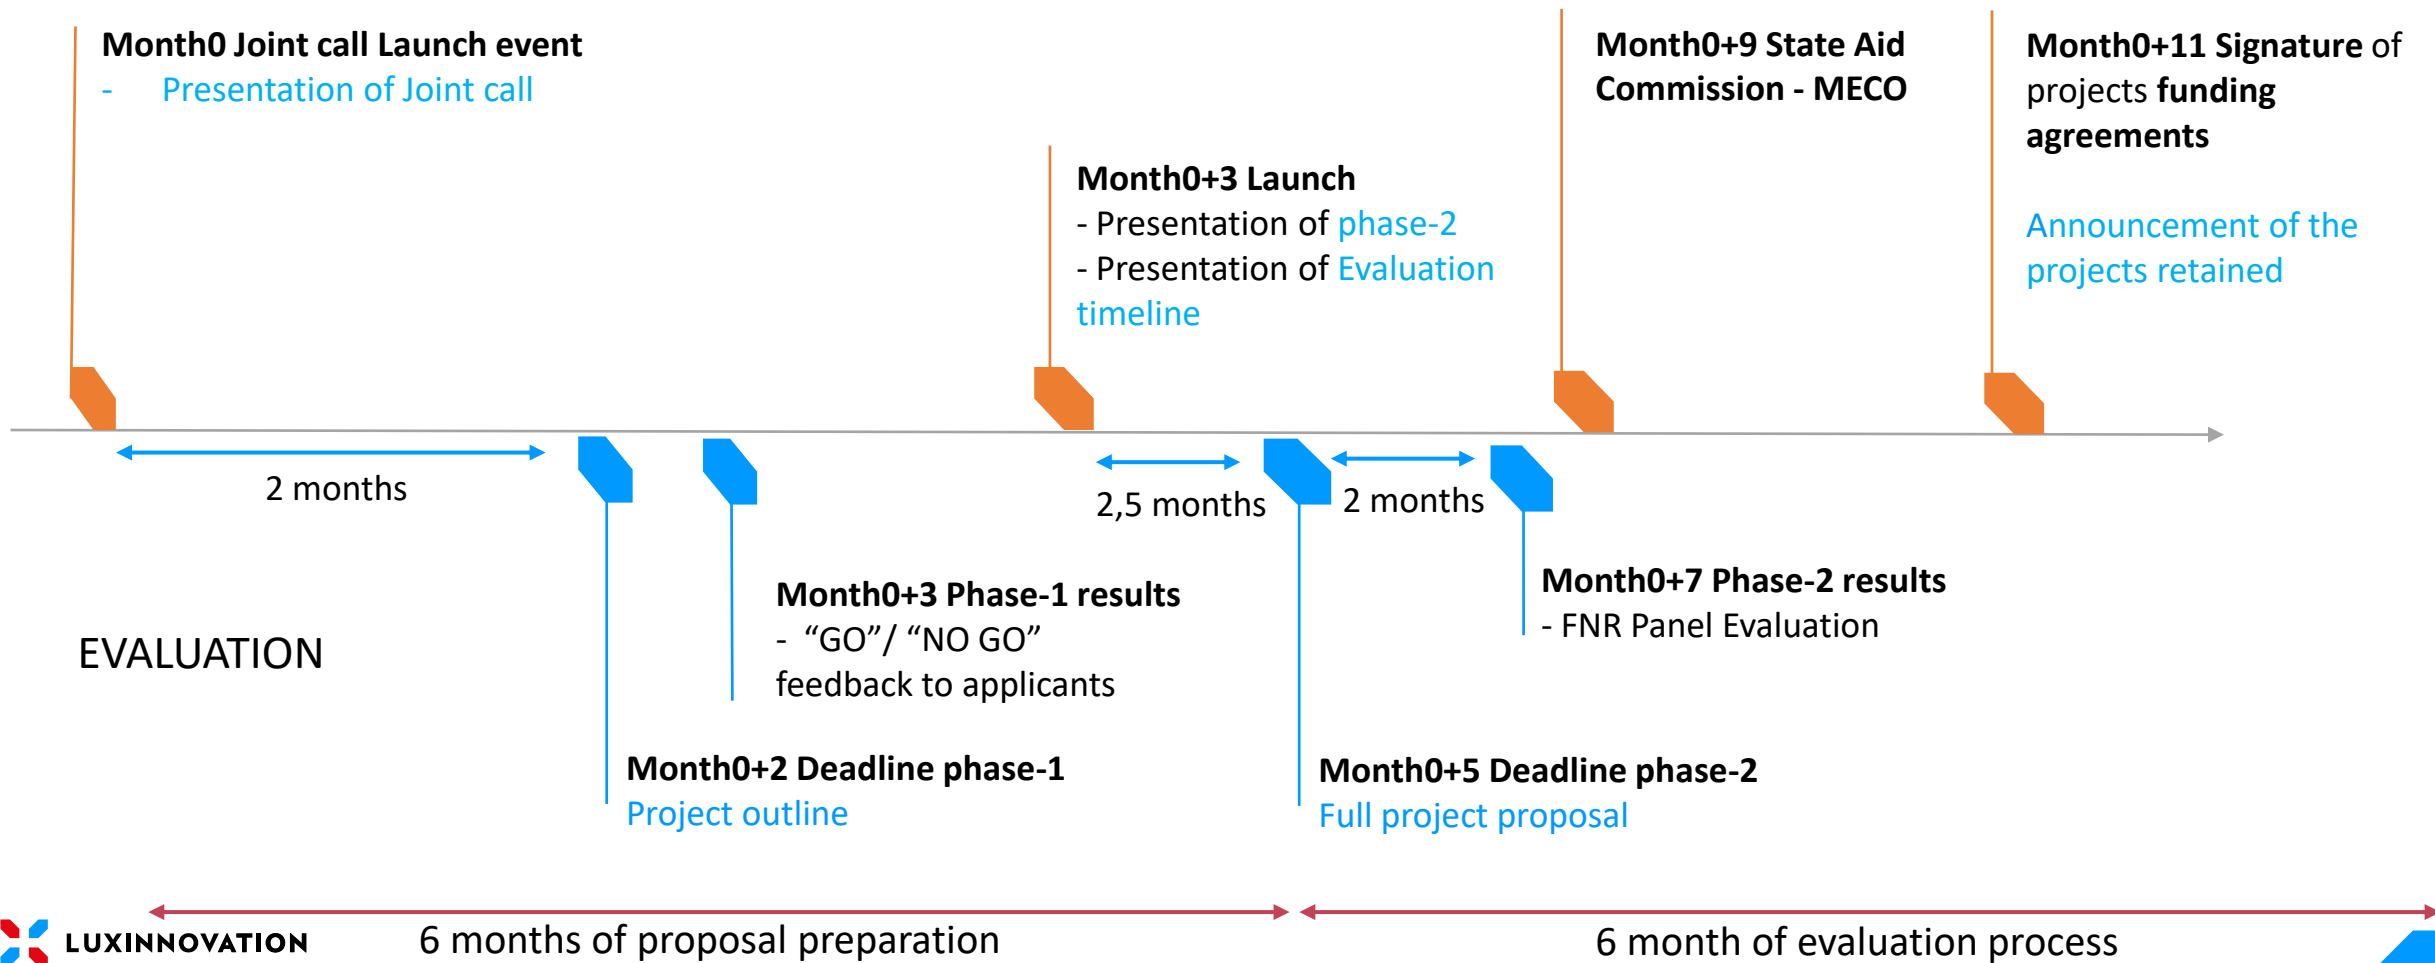 Month0 Joint call Launch event
- Presentation of Joint call
Month0+3 Launch
- Presentation of phase-2
- Presentation of Evaluation
timeline
Month0+9 State Aid
Commission - MECO
Month0+11 Signature of
projects funding
agreements
Announcement of the
projects retained
2 months
2,5 months
2 months
EVALUATION
Month0+3 Phase-1 results
- “GO”/ “NO GO”
feedback to applicants
Month0+7 Phase-2 results
- FNR Panel Evaluation
Month0+2 Deadline phase-1
Project outline
Month0+5 Deadline phase-2
Full project proposal
LUXINNOVATION
6 months of proposal preparation
6 month of evaluation process